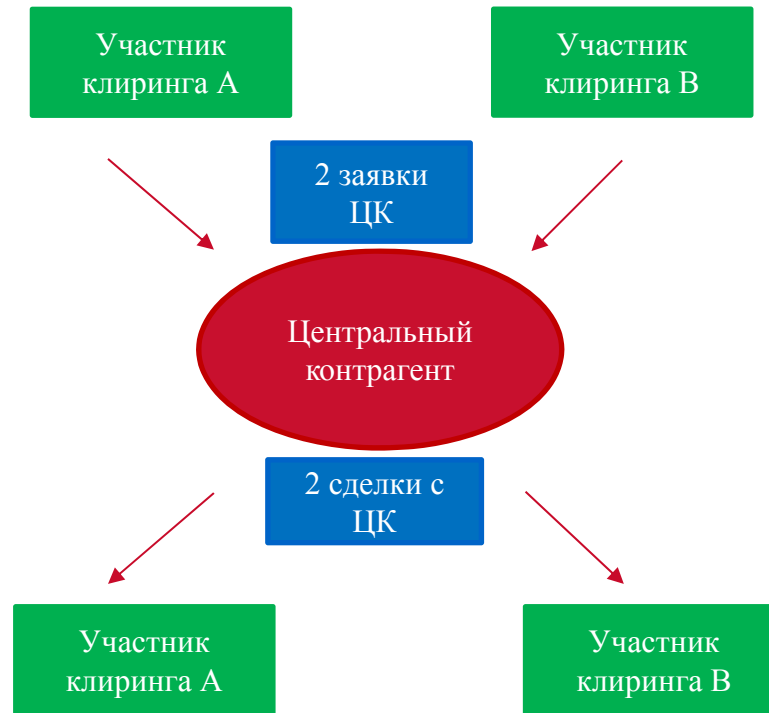 Участник
клиринга А
Участник
клиринга В
2 заявки
ЦК
Центральный
контрагент
2 сделки с
ЦК
Участник
клиринга А
Участник
клиринга В